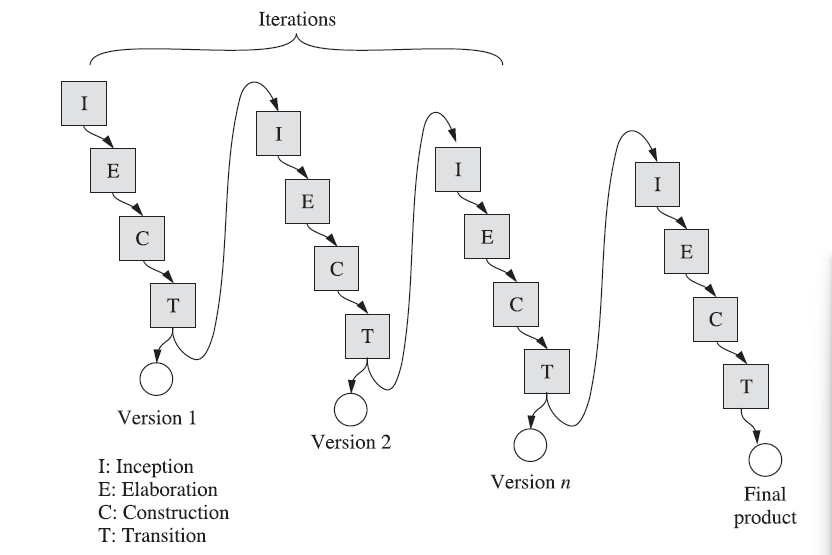 Iterations
I
E
C
T
Version 1
I
E
C
T
Version 2
I
E
C
T
Version n
I
E
C
T
Final
product
I: Inception
E: Elaboration
C: Construction
T: Transition